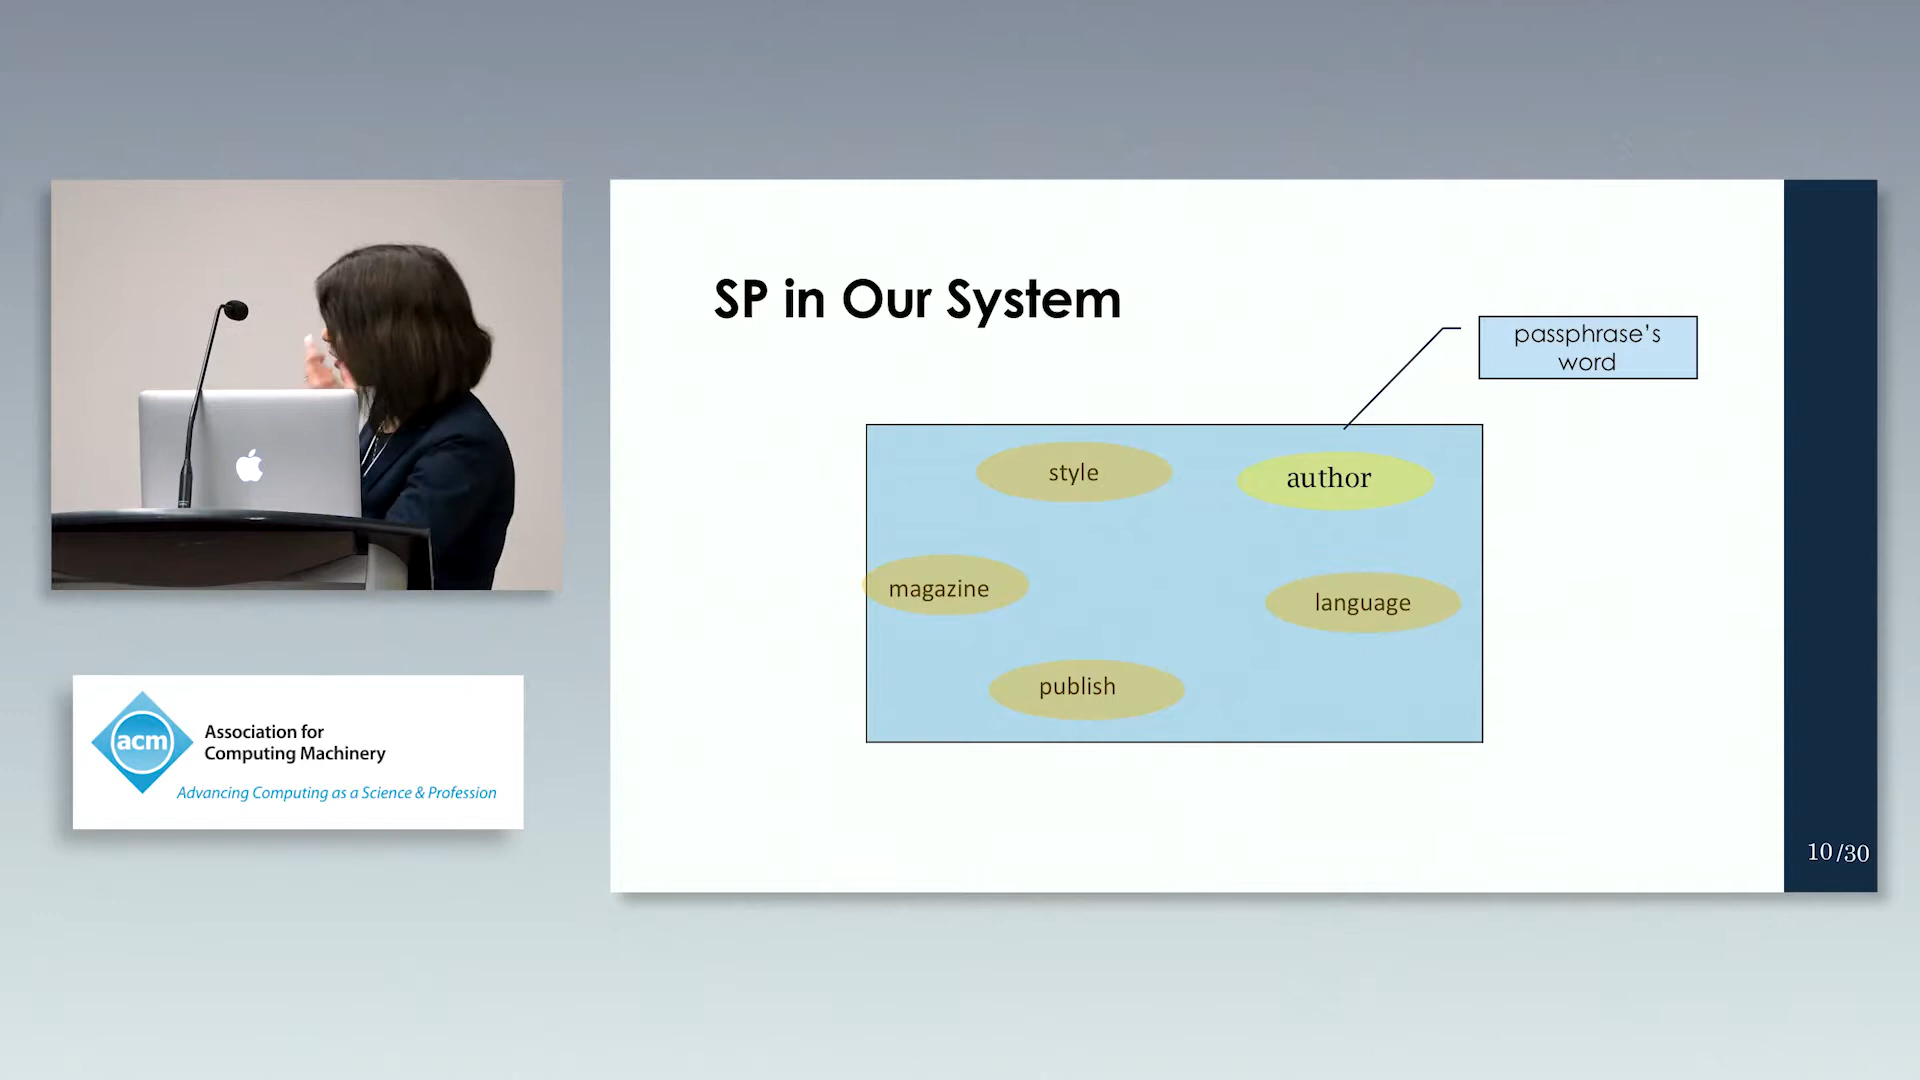 SP in Our System
passphrase's
word
style
author
magazine
language
publish
10/30
acm
Association for
Computing Machinery
Advancing Computing as a Science & Profession